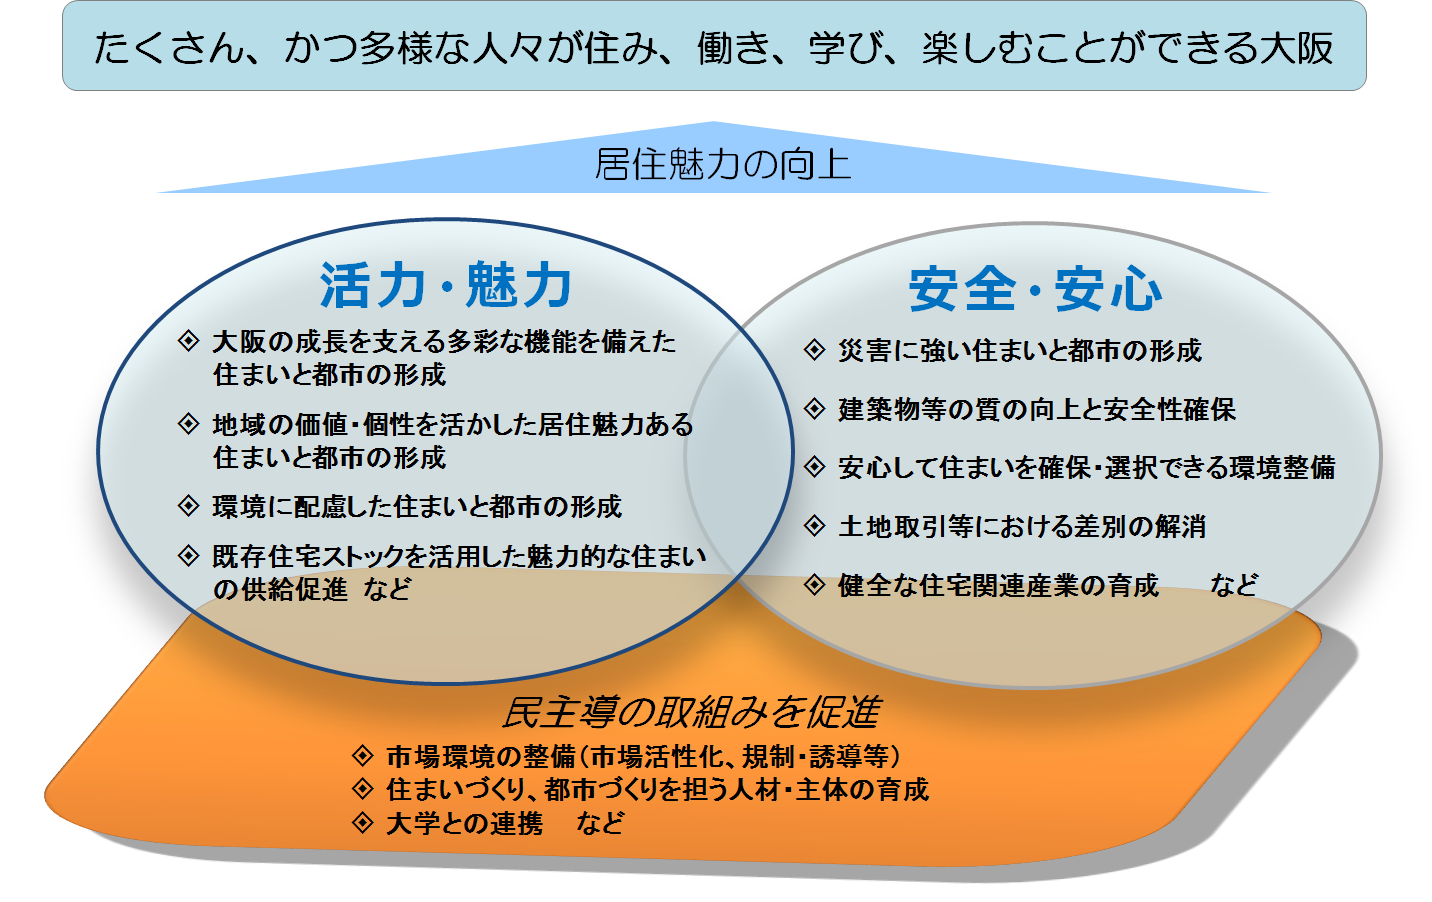 たくさん、かつ多様な人々が住み、働き、学び、楽しむことができる大阪
居住魅力の向上
活力・魅力
◈ 大阪の成長を支える多彩な機能を備えた
住まいと都市の形成
◈ 地域の価値・個性を活かした居住魅力ある
住まいと都市の形成
◈ 環境に配慮した住まいと都市の形成
◈ 既存住宅ストックを活用した魅力的な住まい
の供給促進 など
安全・安心
◈ 災害に強い住まいと都市の形成
◈ 建築物等の質の向上と安全性確保
◈ 安心して住まいを確保・選択できる環境整備
◈ 土地取引等における差別の解消
◈ 健全な住宅関連産業の育成　　など
民主導の取組みを促進
◈ 市場環境の整備（市場活性化、規制・誘導等）
◈ 住まいづくり、都市づくりを担う人材・主体の育成
◈ 大学との連携　など